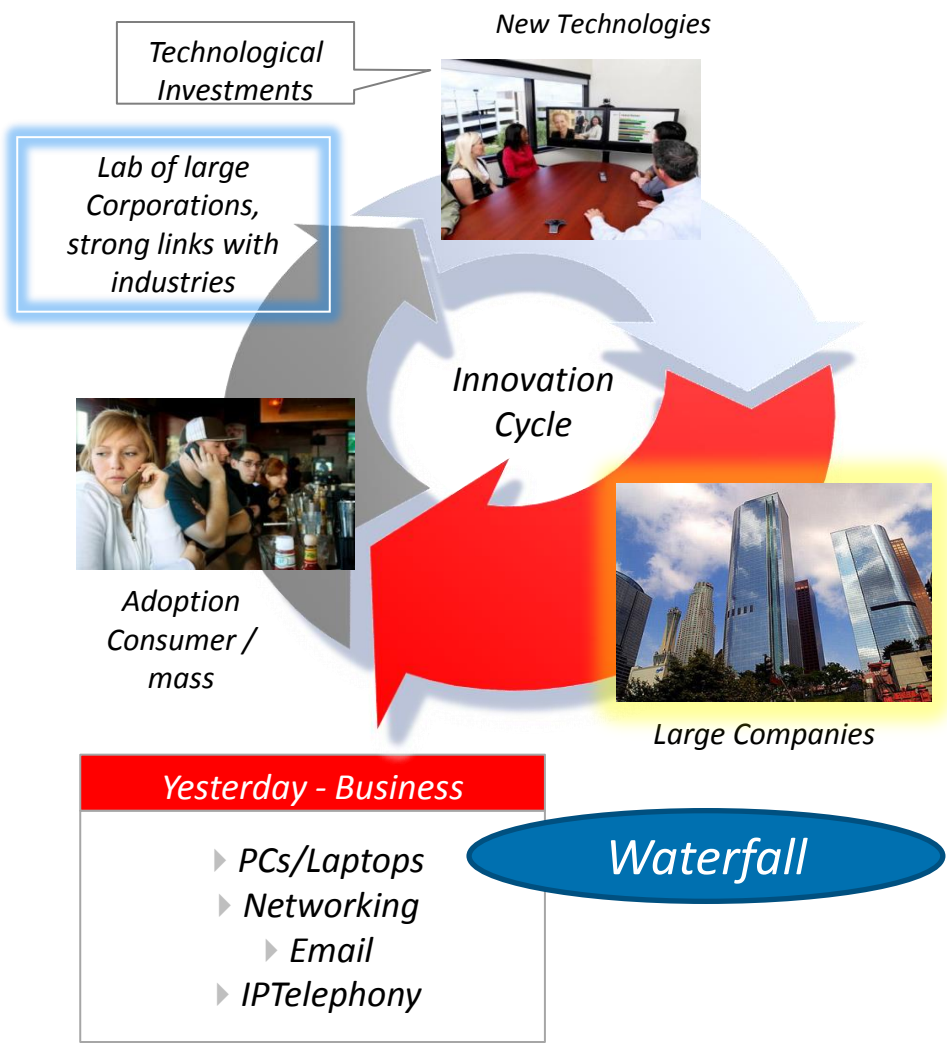 New Technologies
Technological
Investments
Lab of large
Corporations,
strong links with
industries
Innovation
Cycle
Adoption
Consumer /
mass
Large Companies
Yesterday - Business
PCs/Laptops
Networking
Email
IPTelephony
Waterfall